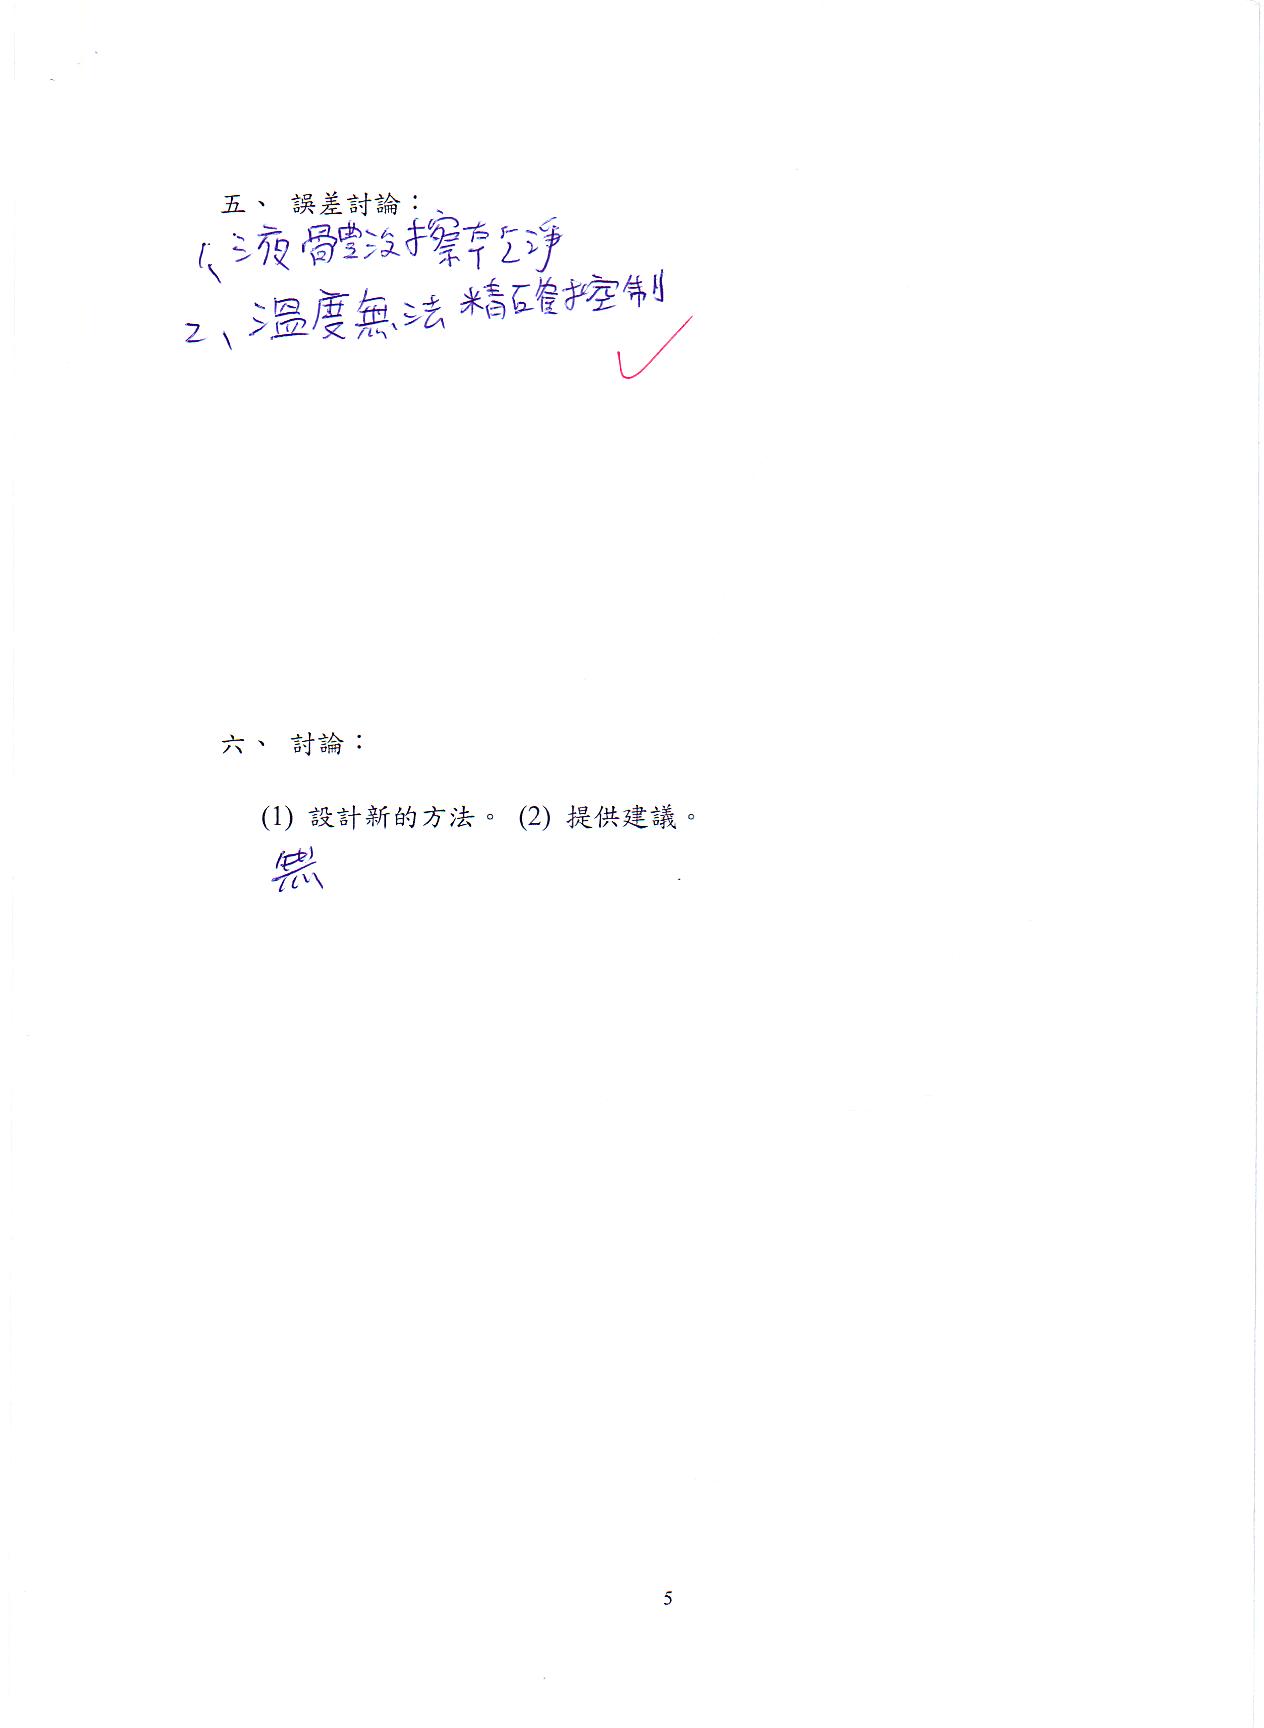 五、 誤差討論：
1、液體沒擦乾淨
2、溫度無法精確控制
六、 討論：
(1) 設計新的方法。 (2) 提供建議。
無
5